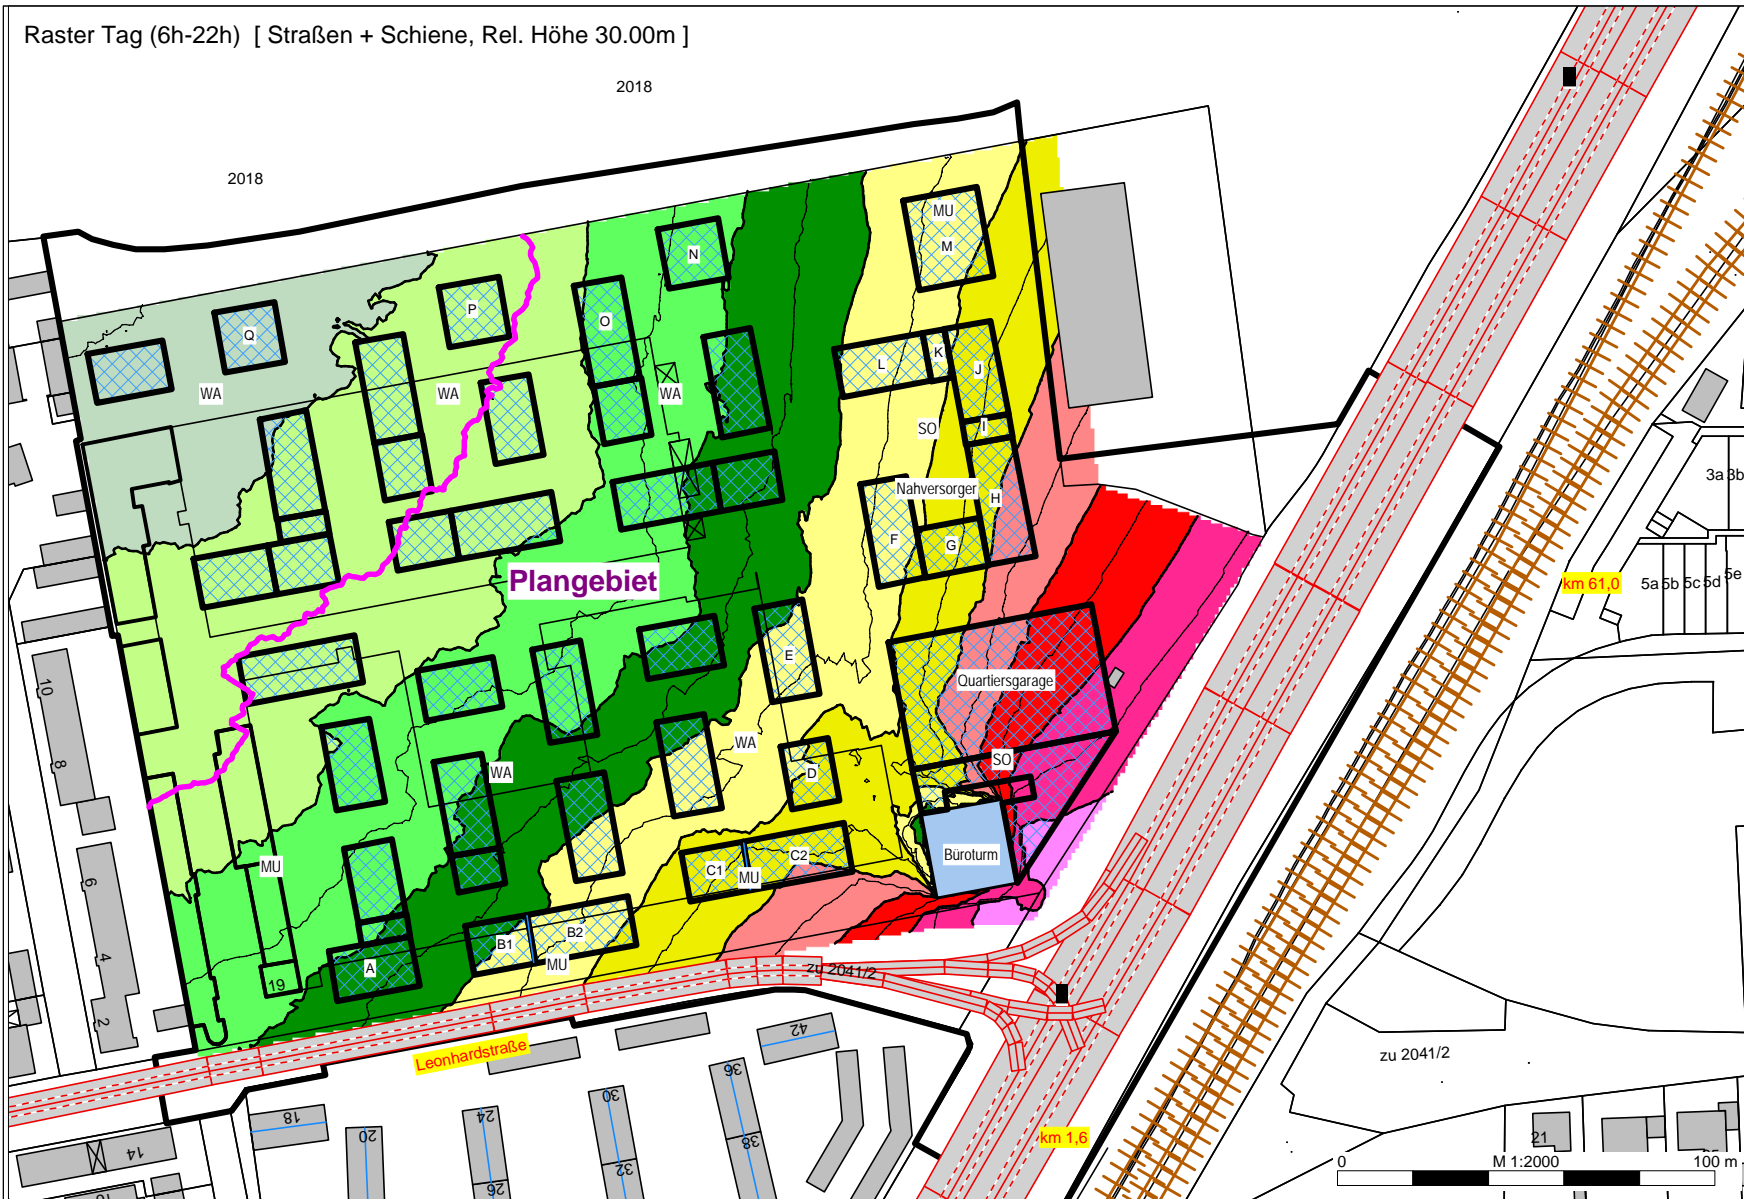 Raster Tag (6h-22h) [ Straßen + Schiene, Rel. Höhe 30.00m ]
2018
2018
MU
M
N
O
P
Q
WA
WA
WA
L
K
J
I
SO
Nahversorger
H
F
G
3a 3b
km 61,0
5a 5b 5c 5d 5e
Plangebiet
E
Quartiersgarage
10
8
6
4
2
WA
WA
D
SO
MU
C1
C2
MU
Büroturm
B1
B2
MU
A
19
zu 2041/2
Leonhardstraße
42
36
30
24
18
20
14
38
32
26
km 1,6
zu 2041/2
21
0
M 1:2000
100 m